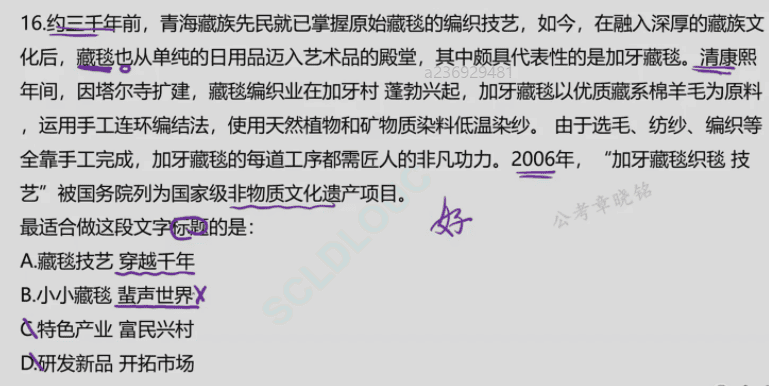 16.约三千年前，青海藏族先民就已掌握原始藏毯的编织技艺，如今，在融入深厚的藏族文
化后，藏毯也从单纯的日用品迈入艺术品的殿堂，其中颇具代表性的是加牙藏毯。清康熙
a236929481
年间，因塔尔寺扩建，藏毯编织业在加牙村 蓬勃兴起，加牙藏毯以优质藏系棉羊毛为原料
，运用手工连环编结法，使用天然植物和矿物质染料低温染纱。 由于选毛、纺纱、编织等
全靠手工完成，加牙藏毯的每道工序都需匠人的非凡功力。2006年，“加牙藏毯织毯 技
艺”被国务院列为国家级非物质文化遗产项目。
公考章晓铭
好
最适合做这段文字标题的是：
A.藏毯技艺 穿越千年
B.小小藏毯 蜚声世界
C.特色产业 富民兴村
D.研发新品 开拓市场